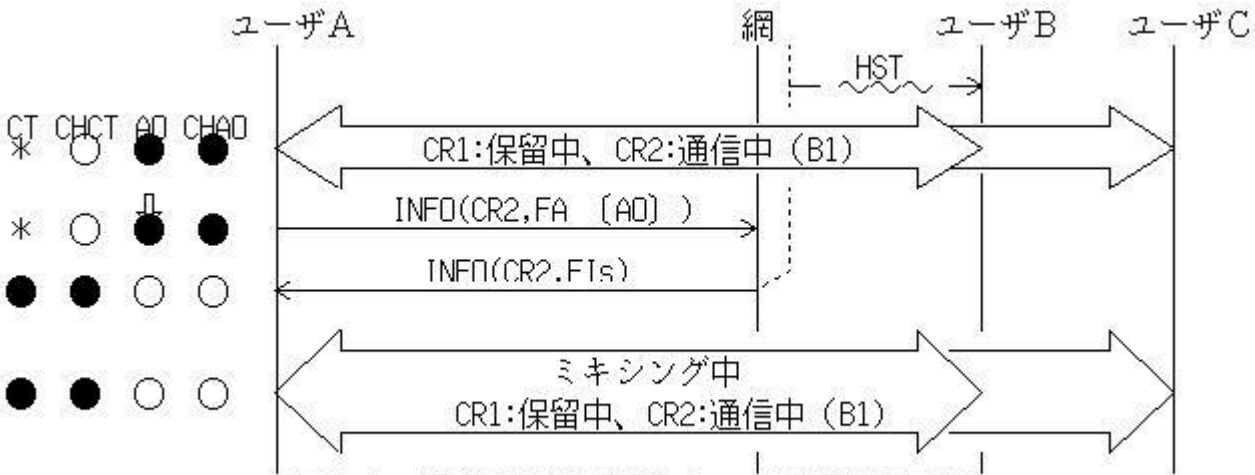 ユーザA 網 ユーザB ユーザC
HST
CT CHCT AO CHAO
CR1:保留中、CR2:通信中 (B1)
INFO(CR2,FA 〔AO〕 )
INFO(CR2.FIs)
ミキシング中
CR1:保留中、CR2:通信中 (B1)